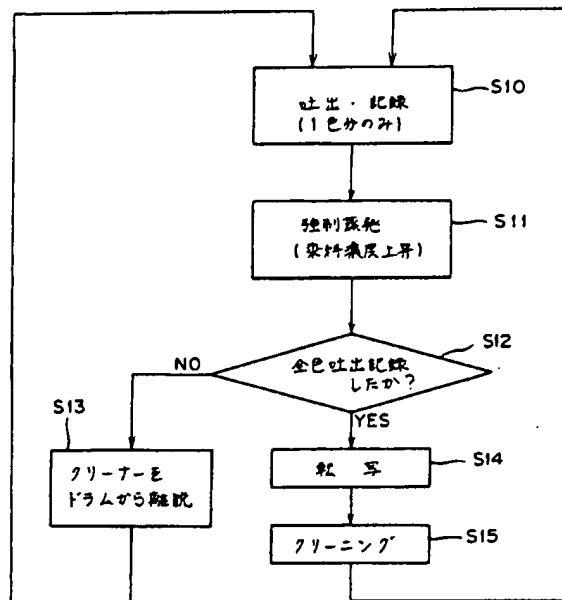 吐出・記録
(1色分のみ)
S10
強制蒸発
(染料濃度上昇)
S11
S12
全色吐出記録
したか?
NO
YES
S13
クリーナーを
ドラムから離脱
転写
S14
クリーニング
S15